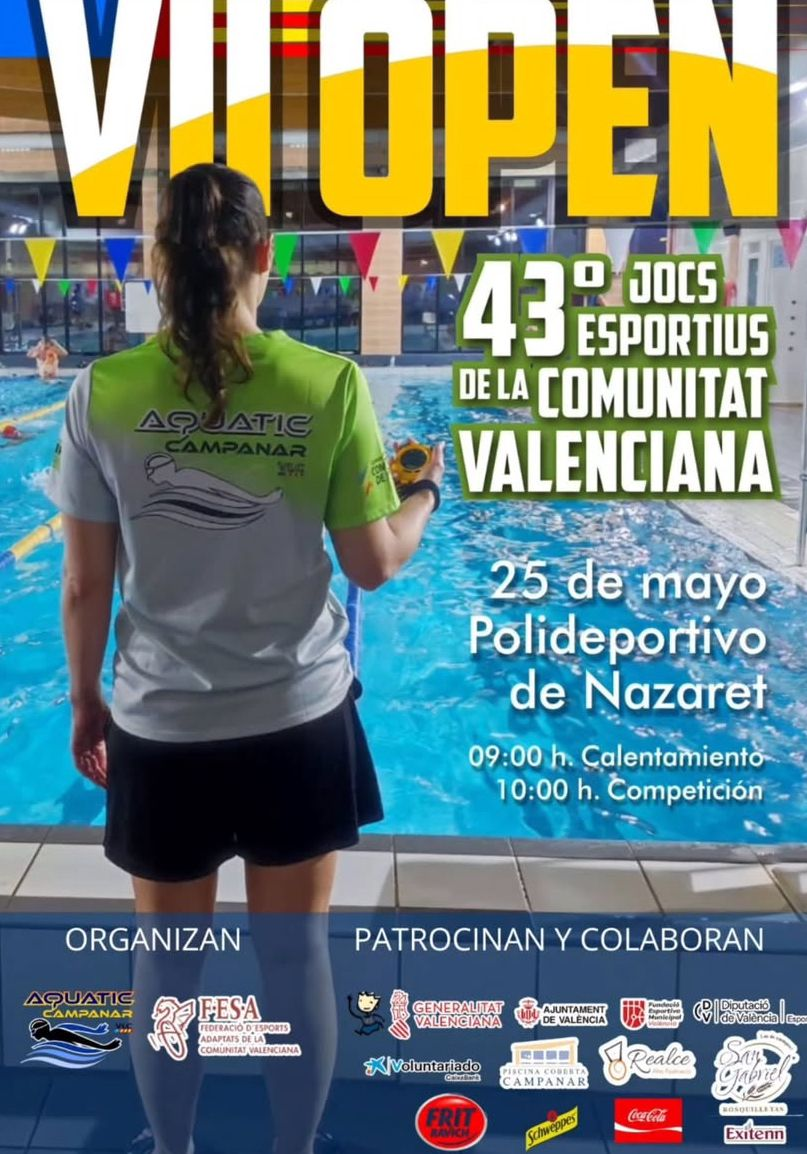 VII OPEN
43º JOCS
ESPORTIUS
DE LA COMUNITAT
VALENCIANA
AQUATIC
CAMPANAR
25 de mayo
Polideportivo
de Nazaret
09:00 h. Calentamiento
10:00 h. Competición
ORGANIZAN
PATROCINAN Y COLABORAN
AQUATIC
CAMPANAR
FESA
FEDERACIÓ D'ESPORTS
ADAPTATS DE LA
COMUNITAT VALENCIANA
GENERALITAT
VALENCIANA
AJUNTAMENT
DE VALÈNCIA
Fundació
Esportiva
Municipal
València
Diputació
de València
Voluntariado
CaixaBank
PISCINA COBERTA
CAMPANAR
Realce
San
Gabriel
ROSQUILLETAS
FRIT
RAVICH
Schweppes
Coca-Cola
Exitenn